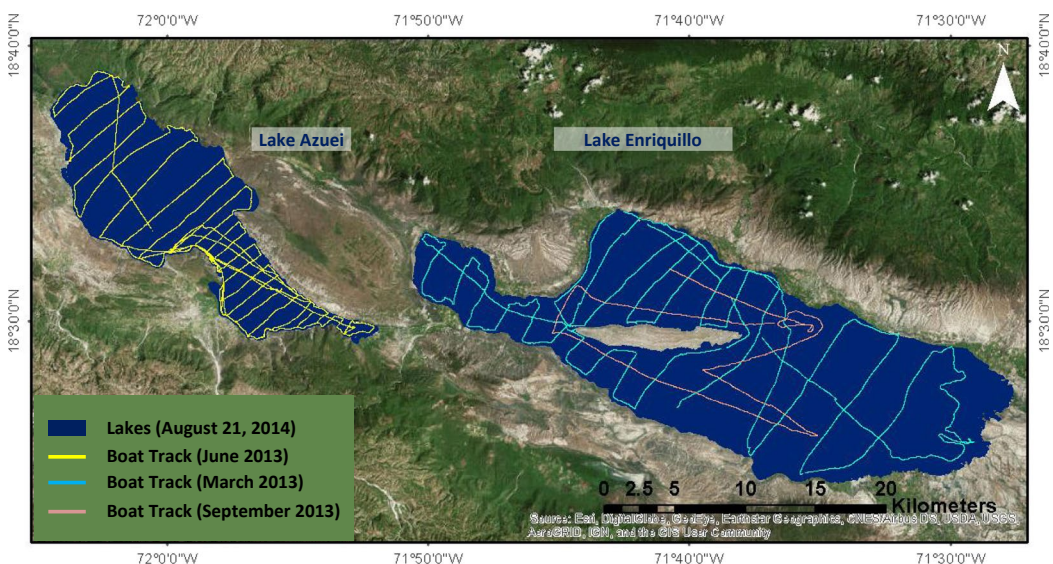 72°0'0"W 71°50'0"W 71°40'0"W 71°30'0"W
18°40'0"N 18°40'0"N
N
Lake Azuei Lake Enriquillo
18°30'0"N 18°30'0"N
Lakes (August 21, 2014)
Boat Track (June 2013)
Boat Track (March 2013)
Boat Track (September 2013)
0 2.5 5 10 15 20
Kilometers
Source: Esri, DigitalGlobe, GeoEye, Earthstar Geographics, CNES/Airbus DS, USDA, USGS,
AeroGRID, IGN, and the GIS User Community
72°0'0"W 71°50'0"W 71°40'0"W 71°30'0"W